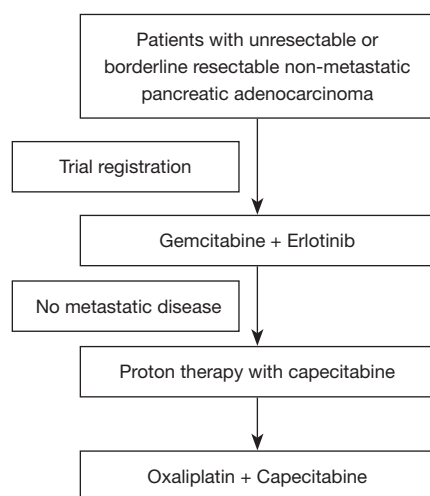 Patients with unresectable or
borderline resectable non-metastatic
pancreatic adenocarcinoma
Trial registration
Gemcitabine + Erlotinib
No metastatic disease
Proton therapy with capecitabine
Oxaliplatin + Capecitabine